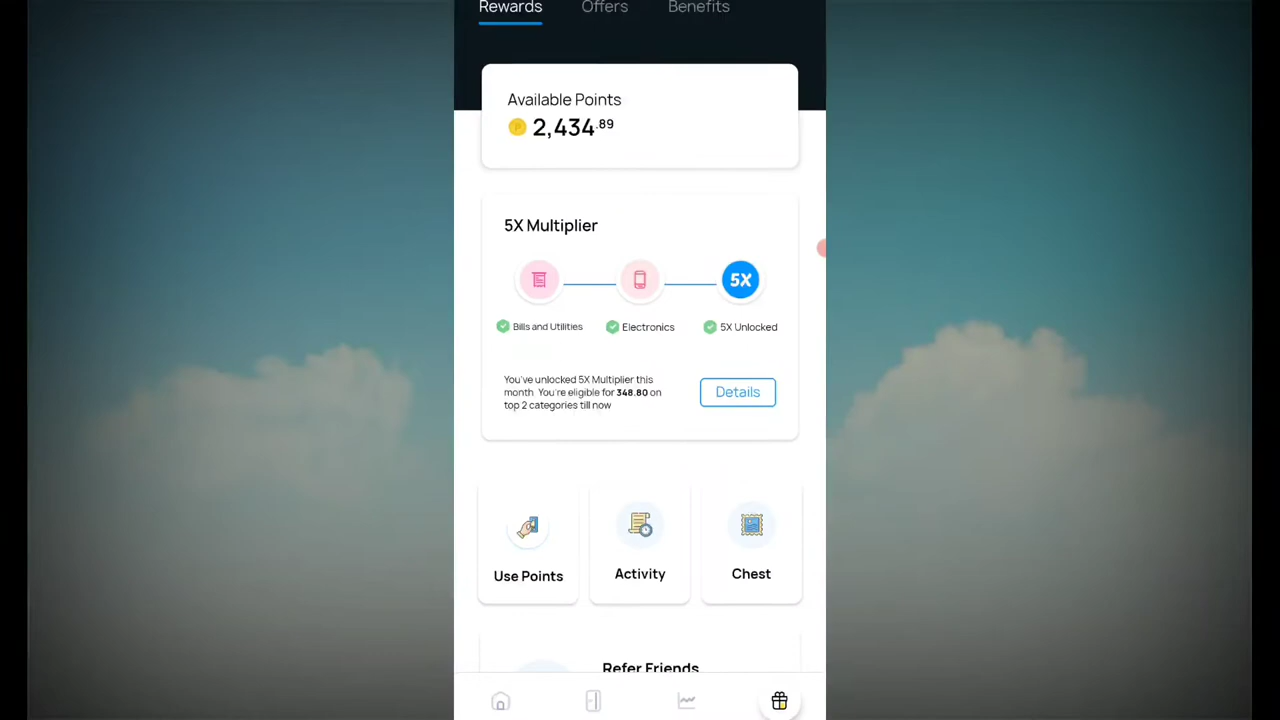 Rewards Offers Benefits
Available Points
P 2,434.89
5X Multiplier
5X
Bills and Utilities Electronics 5X Unlocked
You've unlocked 5X Multiplier this
month You're eligible for 348.80 on
top 2 categories till now
Details
Use Points Activity Chest
Refer Friends